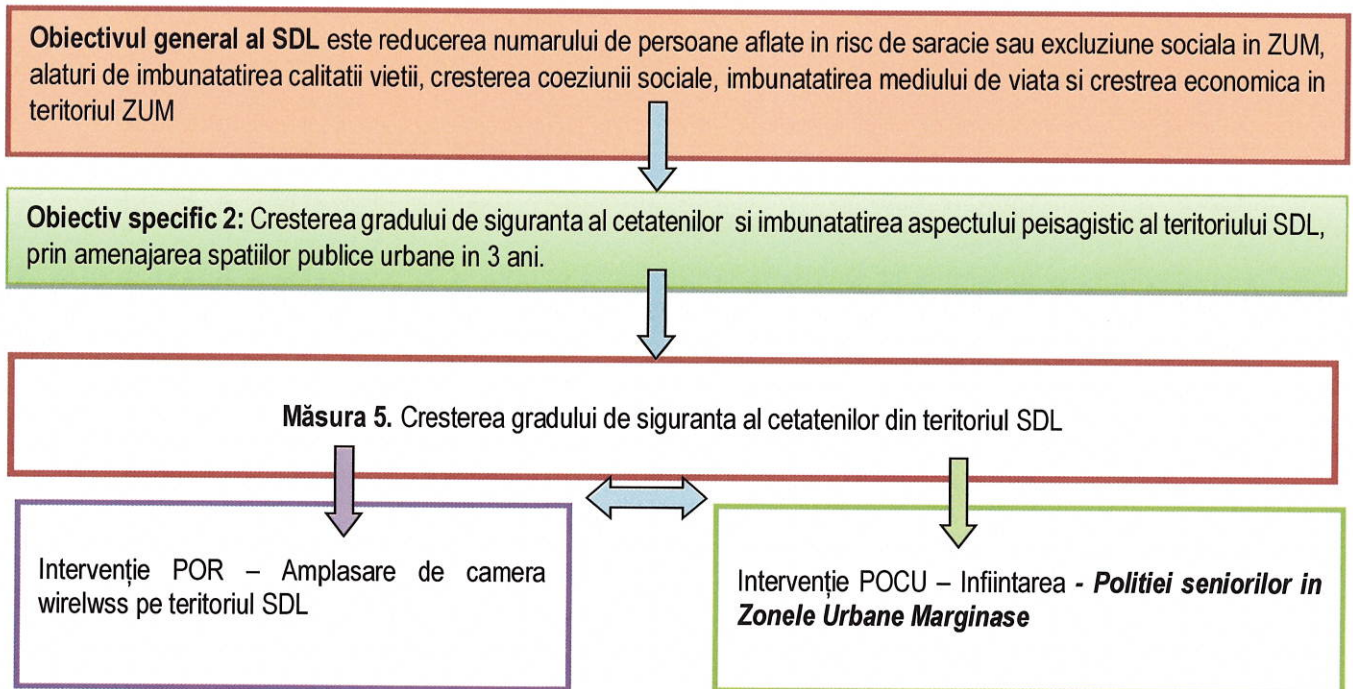 Obiectivul general al SDL este reducerea numarului de persoane aflate in risc de saracie sau excluziune sociala in ZUM,
alaturi de imbunatatirea calitatii vietii, cresterea coeziunii sociale, imbunatatirea mediului de viata si crestrea economica in
teritoriul ZUM
Obiectiv specific 2: Cresterea gradului de siguranta al cetatenilor si imbunatatirea aspectului peisagistic al teritoriului SDL,
prin amenajarea spatiilor publice urbane in 3 ani.
Măsura 5. Cresterea gradului de siguranta al cetatenilor din teritoriul SDL
Intervenție POR – Amplasare de camera
wirelwss pe teritoriul SDL
Intervenție POCU – Infiintarea - Politiei seniorilor in
Zonele Urbane Marginase